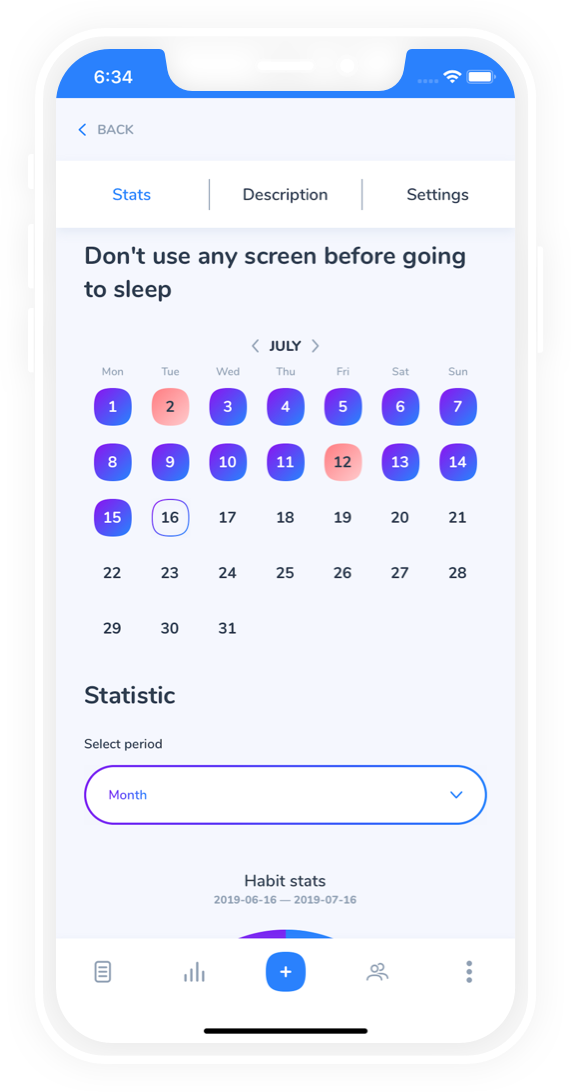 6:34
BACK
Stats Description Settings
Don't use any screen before going
to sleep
JULY
Mon Tue Wed Thu Fri Sat Sun
1 2 3 4 5 6 7
8 9 10 11 12 13 14
15 16 17 18 19 20 21
22 23 24 25 26 27 28
29 30 31
Statistic
Select period
Month
Habit stats
2019-06-16 — 2019-07-16